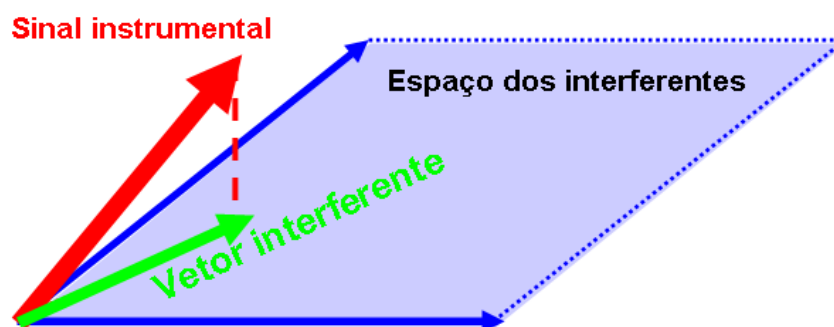 Sinal instrumental
Espaço dos interferentes
Vetor interferente